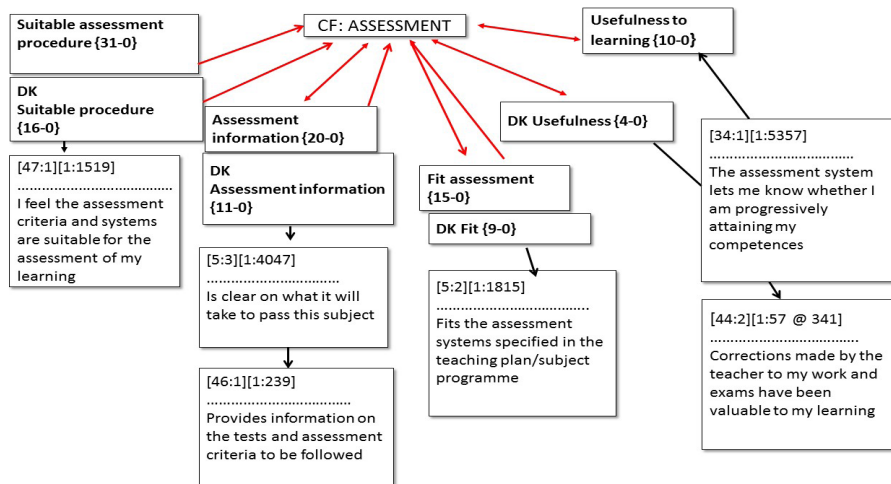 CF: ASSESSMENT
Suitable assessment
procedure {31-0}
DK
Suitable procedure
{16-0}
[47:1][1:1519]
.......................................
I feel the assessment
criteria and systems
are suitable for the
assessment of my
learning
Assessment
information {20-0}
DK
Assessment information
{11-0}
[5:3][1:4047]
.................................
Is clear on what it will
take to pass this subject
[46:1][1:239]
....................................
Provides information on
the tests and assessment
criteria to be followed
Fit assessment
{15-0}
DK Fit {9-0}
[5:2][1:1815]
......................................
Fits the assessment
systems specified in the
teaching plan/subject
programme
DK Usefulness {4-0}
Usefulness to
learning {10-0}
[34:1][1:5357]
....................................
The assessment system
lets me know whether I
am progressively
attaining my
competences
[44:2][1:57 @ 341]
.....................................
Corrections made by the
teacher to my work and
exams have been
valuable to my learning